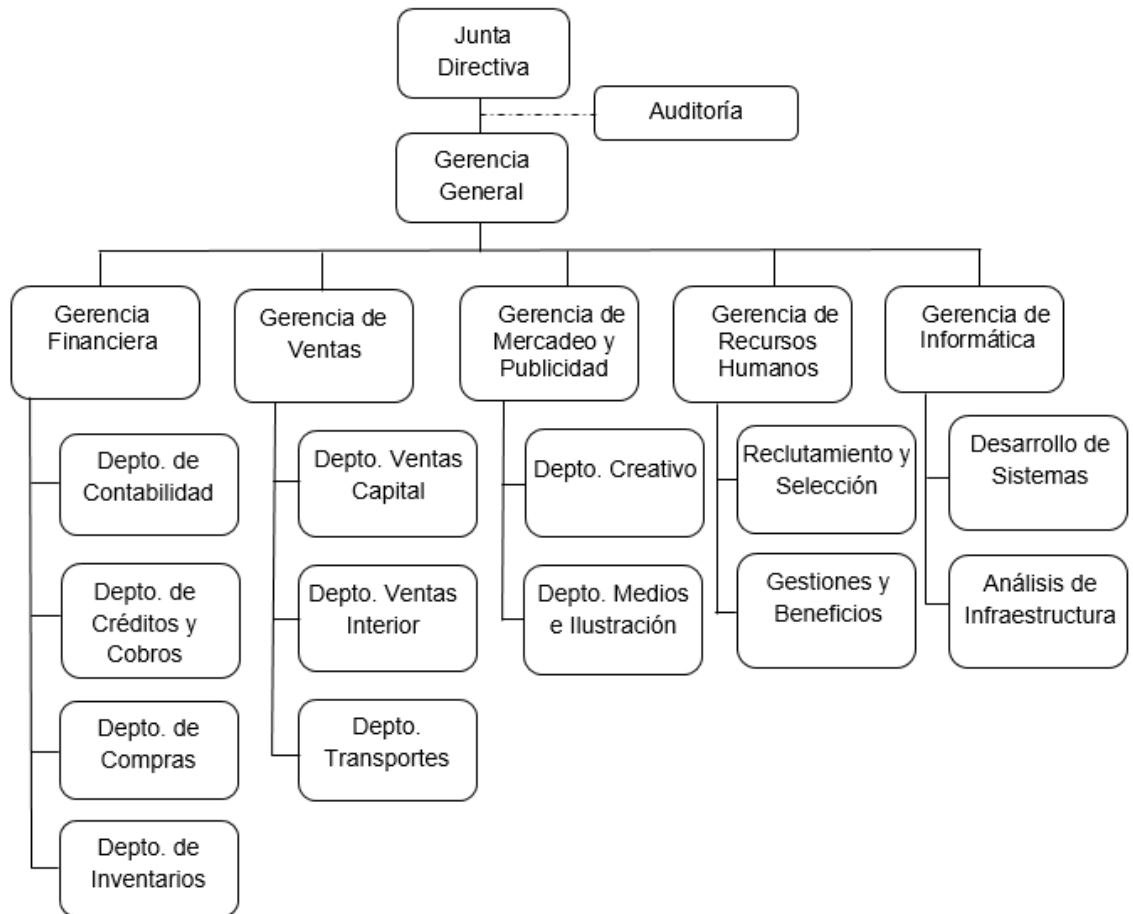 Junta
Directiva
Auditoría
Gerencia
General
Gerencia
Financiera
Gerencia de
Ventas
Gerencia de
Mercadeo y
Publicidad
Gerencia de
Recursos
Humanos
Gerencia de
Informática
Depto. de
Contabilidad
Depto. de
Créditos y
Cobros
Depto. de
Compras
Depto. de
Inventarios
Depto. Ventas
Capital
Depto. Ventas
Interior
Depto.
Transportes
Depto. Creativo
Depto. Medios
e Ilustración
Reclutamiento y
Selección
Gestiones y
Beneficios
Desarrollo de
Sistemas
Análisis de
Infraestructura